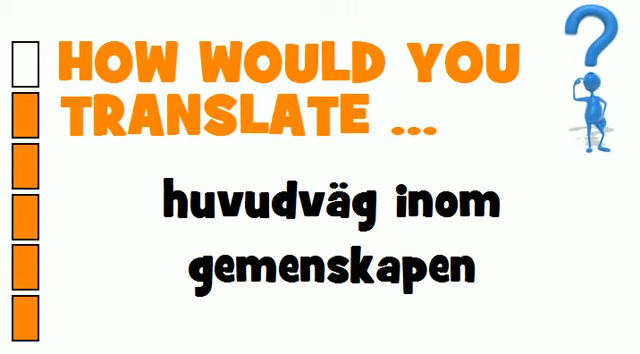 HOW WOULD YOU
TRANSLATE ...
huvudväg inom
gemenskapen